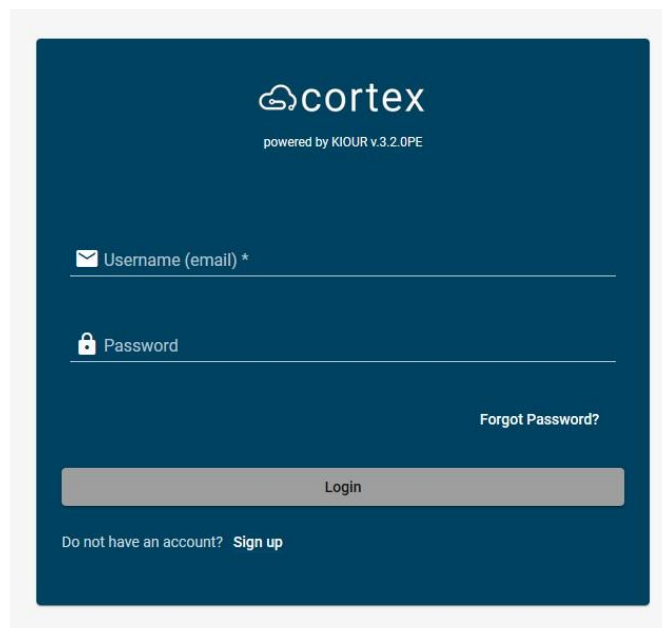 cortex
powered by KIOUR v.3.2.0PE
Username (email) *
Password
Forgot Password?
Login
Do not have an account? Sign up